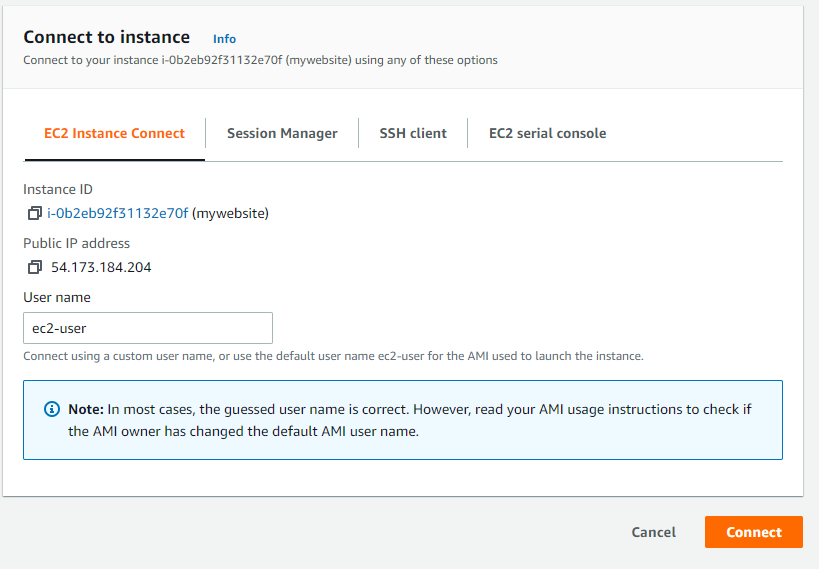 Connect to instance Info
Connect to your instance i-0b2eb92f31132e70f (mywebsite) using any of these options
EC2 Instance Connect Session Manager SSH client EC2 serial console
Instance ID
i-0b2eb92f31132e70f (mywebsite)
Public IP address
54.173.184.204
User name
ec2-user
Connect using a custom user name, or use the default user name ec2-user for the AMI used to launch the instance.
Note: In most cases, the guessed user name is correct. However, read your AMI usage instructions to check if
the AMI owner has changed the default AMI user name.
Cancel Connect